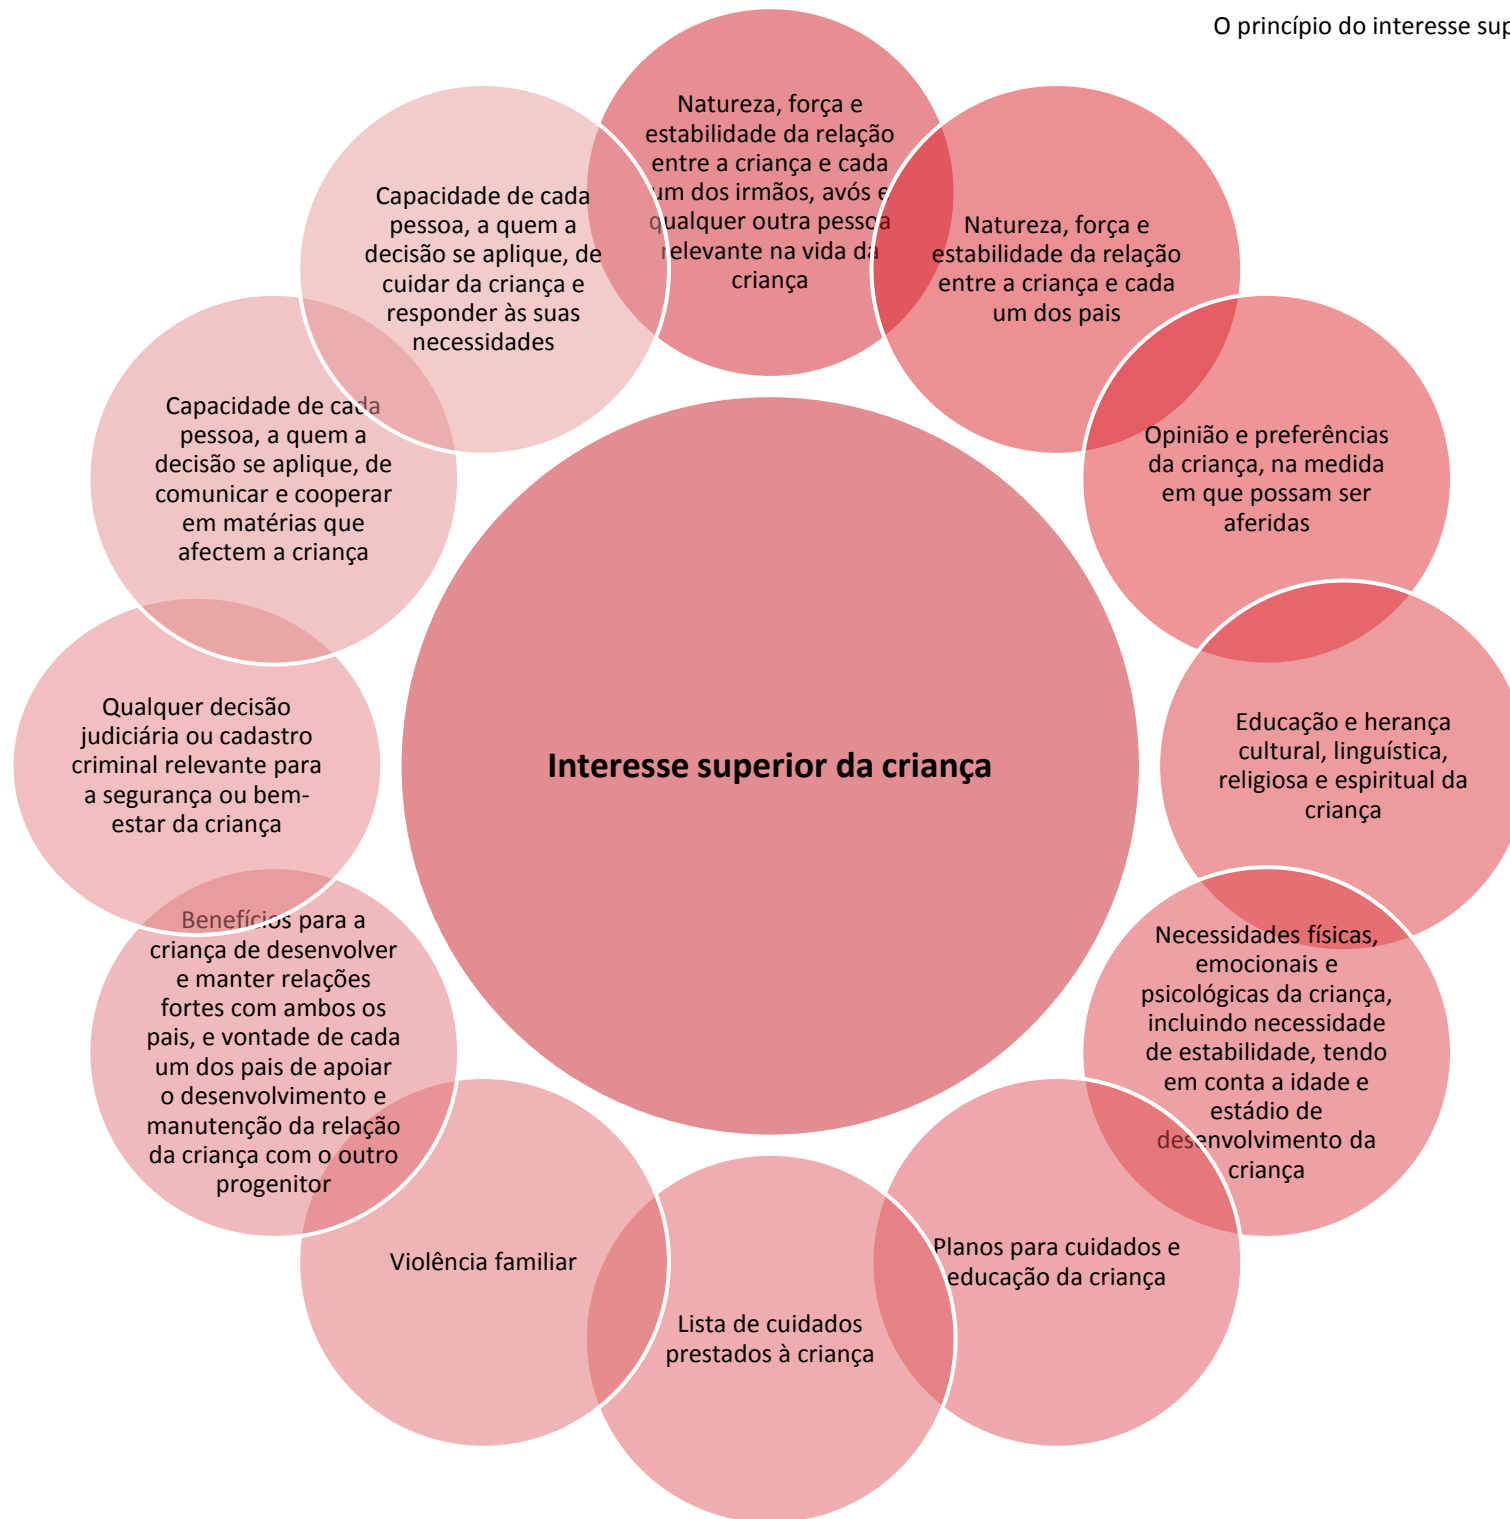 O princípio do interesse sup
Natureza, força e
estabilidade da relação
entre a criança e cada
um dos irmãos, avós e
qualquer outra pessoa
relevante na vida da
criança
Natureza, força e
estabilidade da relação
entre a criança e cada
um dos pais
Opinião e preferências
da criança, na medida
em que possam ser
aferidas
Educação e herança
cultural, linguística,
religiosa e espiritual da
criança
Necessidades físicas,
emocionais e
psicológicas da criança,
incluindo necessidade
de estabilidade, tendo
em conta a idade e
estádio de
desenvolvimento da
criança
Planos para cuidados e
educação da criança
Lista de cuidados
prestados à criança
Violência familiar
Benefícios para a
criança de desenvolver
e manter relações
fortes com ambos os
pais, e vontade de cada
um dos pais de apoiar
o desenvolvimento e
manutenção da relação
da criança com o outro
progenitor
Qualquer decisão
judiciária ou cadastro
criminal relevante para
a segurança ou bem-
estar da criança
Capacidade de cada
pessoa, a quem a
decisão se aplique, de
comunicar e cooperar
em matérias que
afectem a criança
Capacidade de cada
pessoa, a quem a
decisão se aplique, de
cuidar da criança e
responder às suas
necessidades
Interesse superior da criança